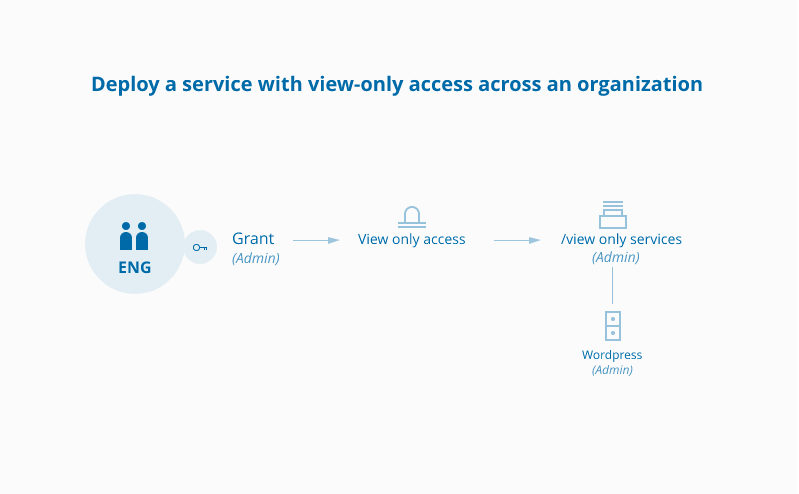 Deploy a service with view-only access across an organization
ENG
Grant
(Admin)
View only access
/view only services
(Admin)
Wordpress
(Admin)